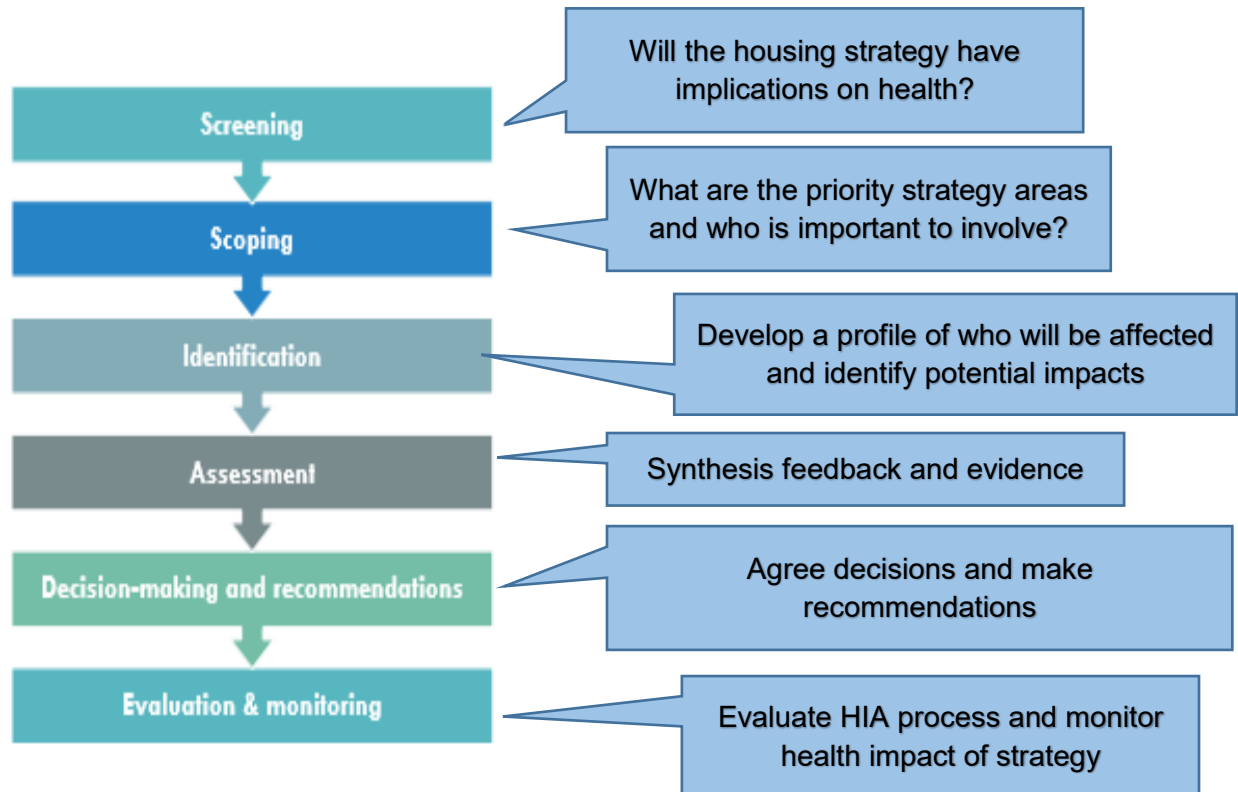 Screening
Will the housing strategy have
implications on health?
Scoping
What are the priority strategy areas
and who is important to involve?
Identification
Develop a profile of who will be affected
and identify potential impacts
Assessment
Synthesis feedback and evidence
Decision-making and recommendations
Agree decisions and make
recommendations
Evaluation & monitoring
Evaluate HIA process and monitor
health impact of strategy